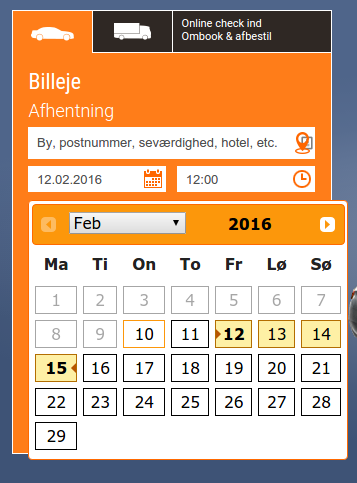 Online check ind
Ombook & afbestil
Billeje
Afhentning
By, postnummer, seværdighed, hotel, etc.
12.02.2016 12:00
Feb 2016
Ma Ti On To Fr Lø Sø
1 2 3 4 5 6 7
8 9 10 11 12 13 14
15 16 17 18 19 20 21
22 23 24 25 26 27 28
29